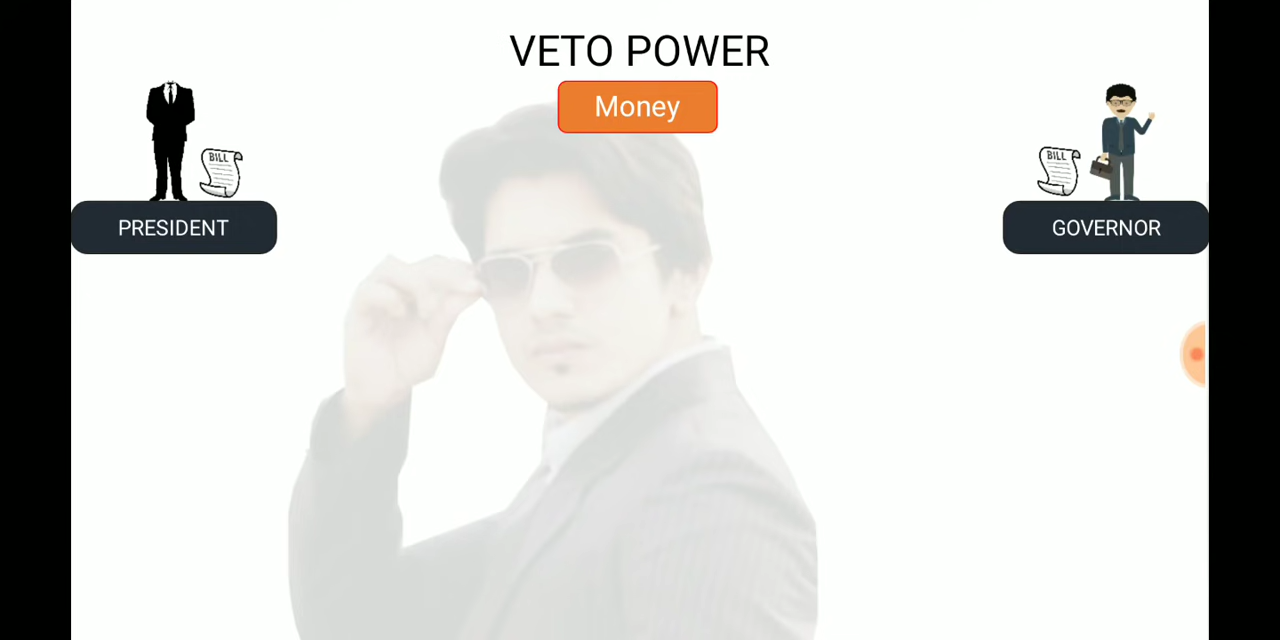 VETO POWER
Money
BILL
BILL
PRESIDENT
GOVERNOR